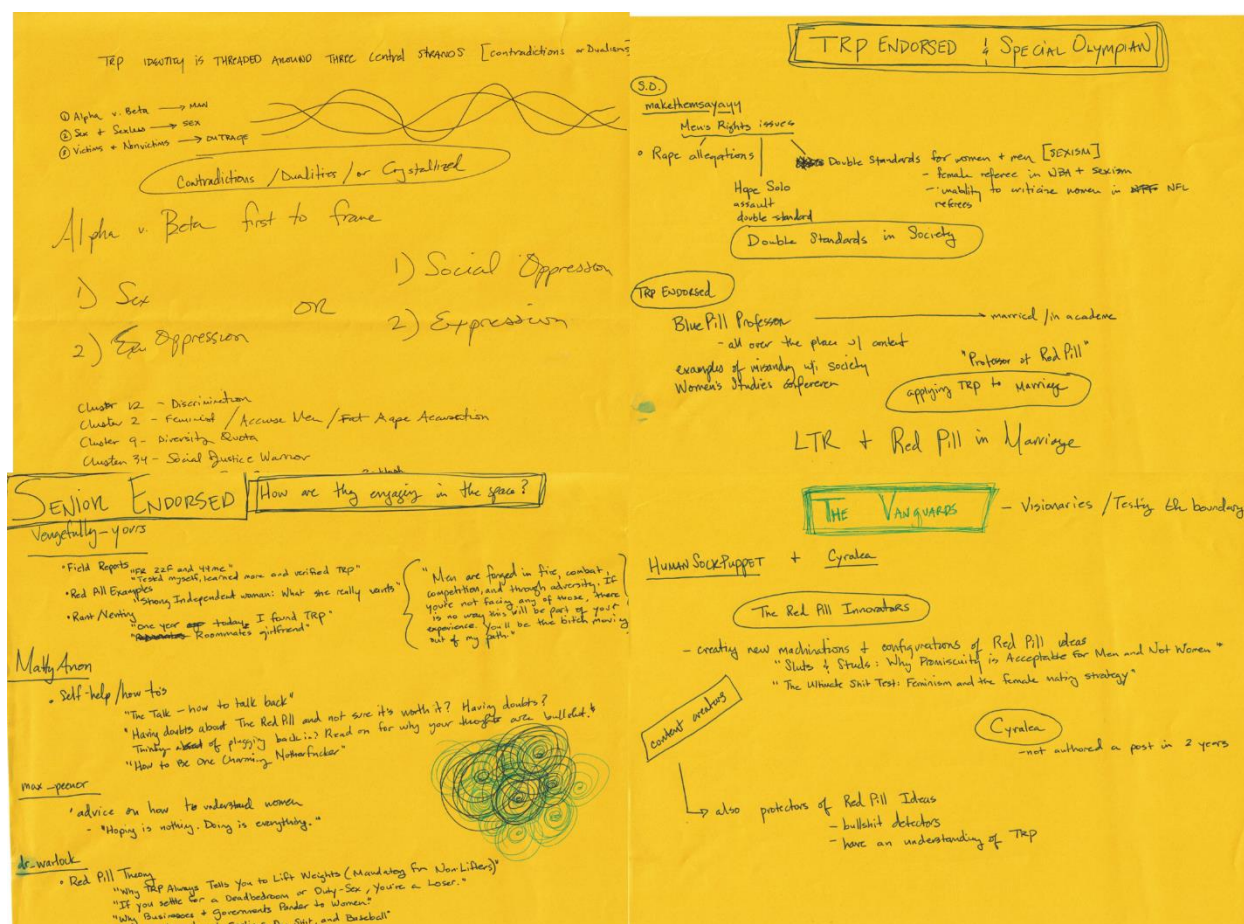 TRP IDENTITY IS THREADED AROUND THREE central STRANDS [contradictions or Dualisms]
① Alpha v. Beta → MAN
② Sex + Sexless → SEX
③ Victims + Nonvictims → OUTRAGE
Contradictions / Dualities / or Crystallized
Alpha v. Beta first to frame
1) Sex
2) Oppression
OR
1) Social Oppression
2) Expression
Cluster 12 - Discrimination
Cluster 2 - Feminist / Accuse Men /
Cluster 9 - Diversity Quota
Cluster 34 - Social Justice Warrior
TRP ENDORSED & SPECIAL OLYMPIAN
S.D.
makethemsayayy
Men's Rights issues
• Rape allegations
Hope Solo
assault
double standard
Double Standards for women + men [SEXISM]
- female referee in NBA + sexism
- inability to criticize women in NFL
referees
Double Standards in Society
TRP ENDORSED
Blue Pill Professor → married / in academe
- all over the place w/ content
examples of misandry w/i society
Women's Studies conference
"Professor at Red Pill"
applying TRP to Marriage
LTR + Red Pill in Marriage
SENIOR ENDORSED How are they engaging in the space?
Vengefully-yours
• Field Reports "FR 22F and 44me"
"Tested myself, learned more and verified TRP"
• Red Pill Examples
"Strong Independent woman: What she really wants"
• Rant/Venting
"One year today I found TRP"
"Roommates girlfriend"
"Men are forged in fire, combat,
competition, and through adversity. If
you're not facing any of those, there
is no way this will be part of your
experience. You'll be the bitch moving
out of my path."
Matty Anon
• Self-help / how to's
"The Talk - how to talk back"
"Having doubts about The Red Pill and not sure it's worth it? Having doubts?
Thinking of plugging back in? Read on for why your thoughts are bullshit."
"How to Be One Charming Motherfucker"
max_peenor
• advice on how to understand women
- "Hoping is nothing. Doing is everything."
dr_warlock
• Red Pill Theory
"Why TRP Always Tells You to Lift Weights (Mandatory for Non-Lifters)"
"If you settle for a Deadbedroom or Duty-Sex, You're a Loser."
"Why Businesses + Governments Pander to Women."
and Baseball"
THE VANGUARDS - Visionaries / Testing the boundary
HUMANSOCKPUPPET + Cyralea
The Red Pill Innovators
- creating new machinations + configurations of Red Pill ideas
"Sluts & Studs: Why Promiscuity is Acceptable For Men and Not Women"
"The Ultimate Shit Test: Feminism and the female mating strategy"
content creators
Cyralea
- not authored a post in 2 years
→ also protectors of Red Pill Ideas
- bullshit detectors
- have an understanding of TRP